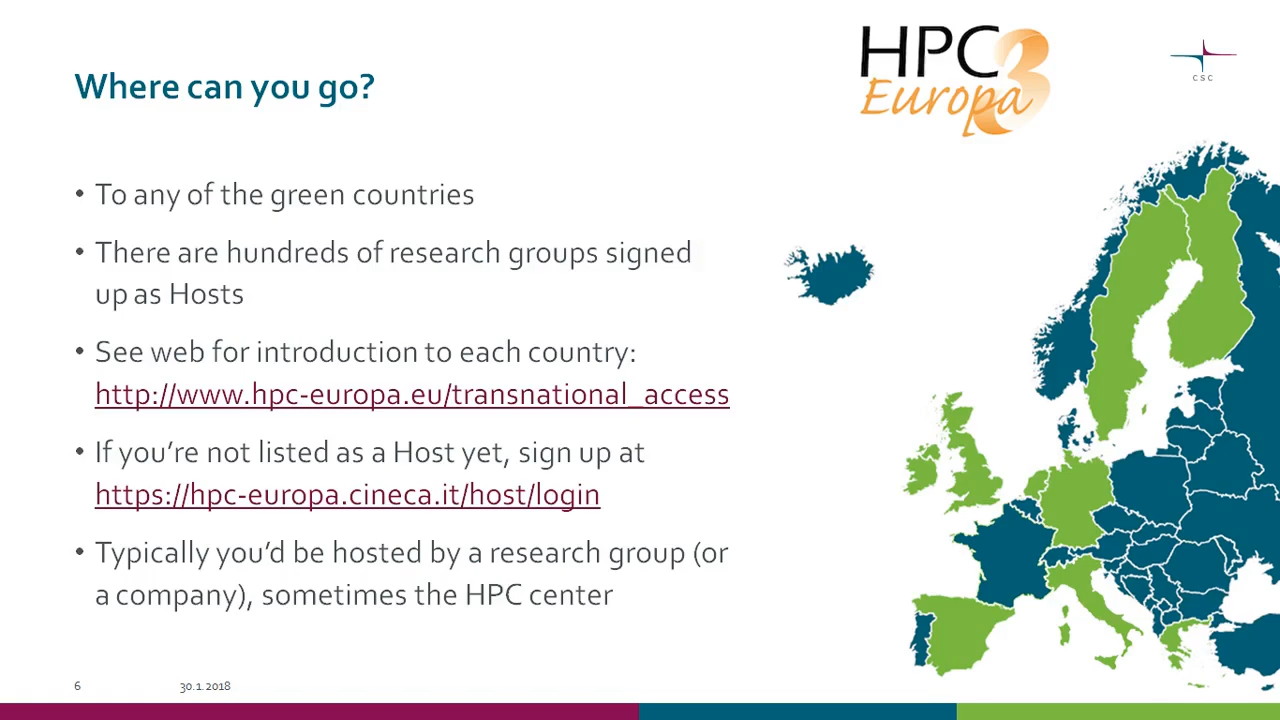 HPC 3
Europa
CSC
Where can you go?
• To any of the green countries
• There are hundreds of research groups signed
up as Hosts
• See web for introduction to each country:
http://www.hpc-europa.eu/transnational_access
• If you’re not listed as a Host yet, sign up at
https://hpc-europa.cineca.it/host/login
• Typically you’d be hosted by a research group (or
a company), sometimes the HPC center
6 30.1.2018